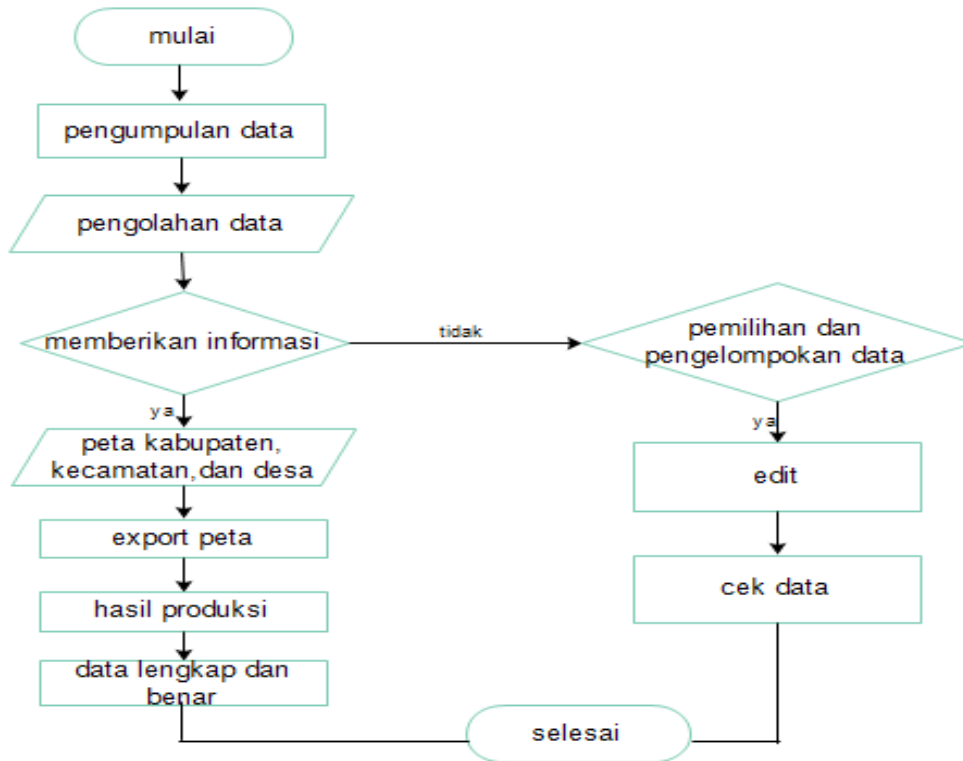 mulai
pengumpulan data
pengolahan data
memberikan informasi
tidak
pemilihan dan
pengelompokan data
ya
peta kabupaten,
kecamatan,dan desa
ya
edit
export peta
cek data
hasil produksi
data lengkap dan
benar
selesai